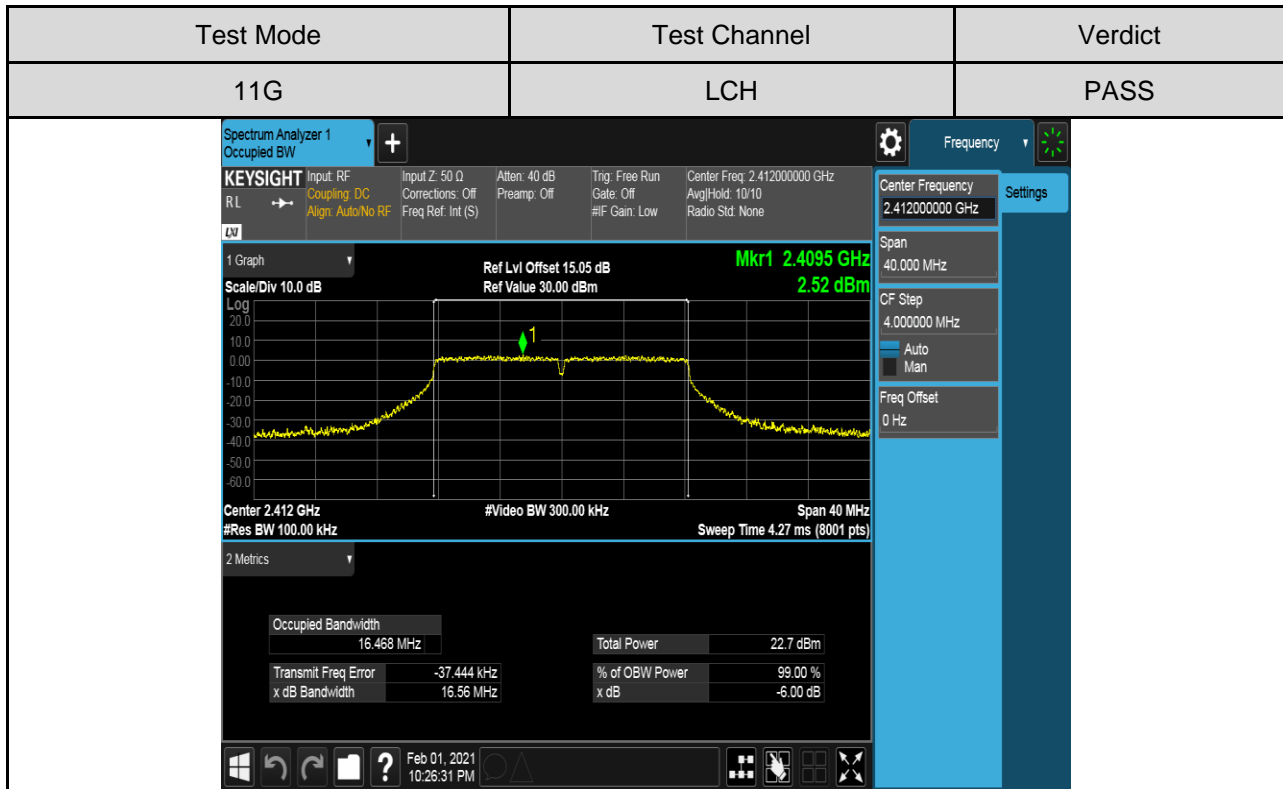 Test Mode Test Channel Verdict
11G LCH PASS
Spectrum Analyzer 1
Occupied BW
+
Frequency
KEYSIGHT Input: RF Input Z: 50 Ω Atten: 40 dB Trig: Free Run Center Freq: 2.412000000 GHz
RL Coupling: DC Corrections: Off Preamp: Off Gate: Off Avg|Hold: 10/10
Align: Auto/No RF Freq Ref: Int (S) #IF Gain: Low Radio Std: None
LXI
Center Frequency
2.412000000 GHz
Settings
Span
40.000 MHz
CF Step
4.000000 MHz
Auto
Man
Freq Offset
0 Hz
1 Graph
Ref Lvl Offset 15.05 dB
Mkr1 2.4095 GHz
Scale/Div 10.0 dB
Ref Value 30.00 dBm
2.52 dBm
Log
20.0
10.0
1
0.00
-10.0
-20.0
-30.0
-40.0
-50.0
-60.0
Center 2.412 GHz #Video BW 300.00 kHz Span 40 MHz
#Res BW 100.00 kHz Sweep Time 4.27 ms (8001 pts)
2 Metrics
Occupied Bandwidth
16.468 MHz
Total Power 22.7 dBm
Transmit Freq Error -37.444 kHz % of OBW Power 99.00 %
x dB Bandwidth 16.56 MHz x dB -6.00 dB
?
Feb 01, 2021
10:26:31 PM